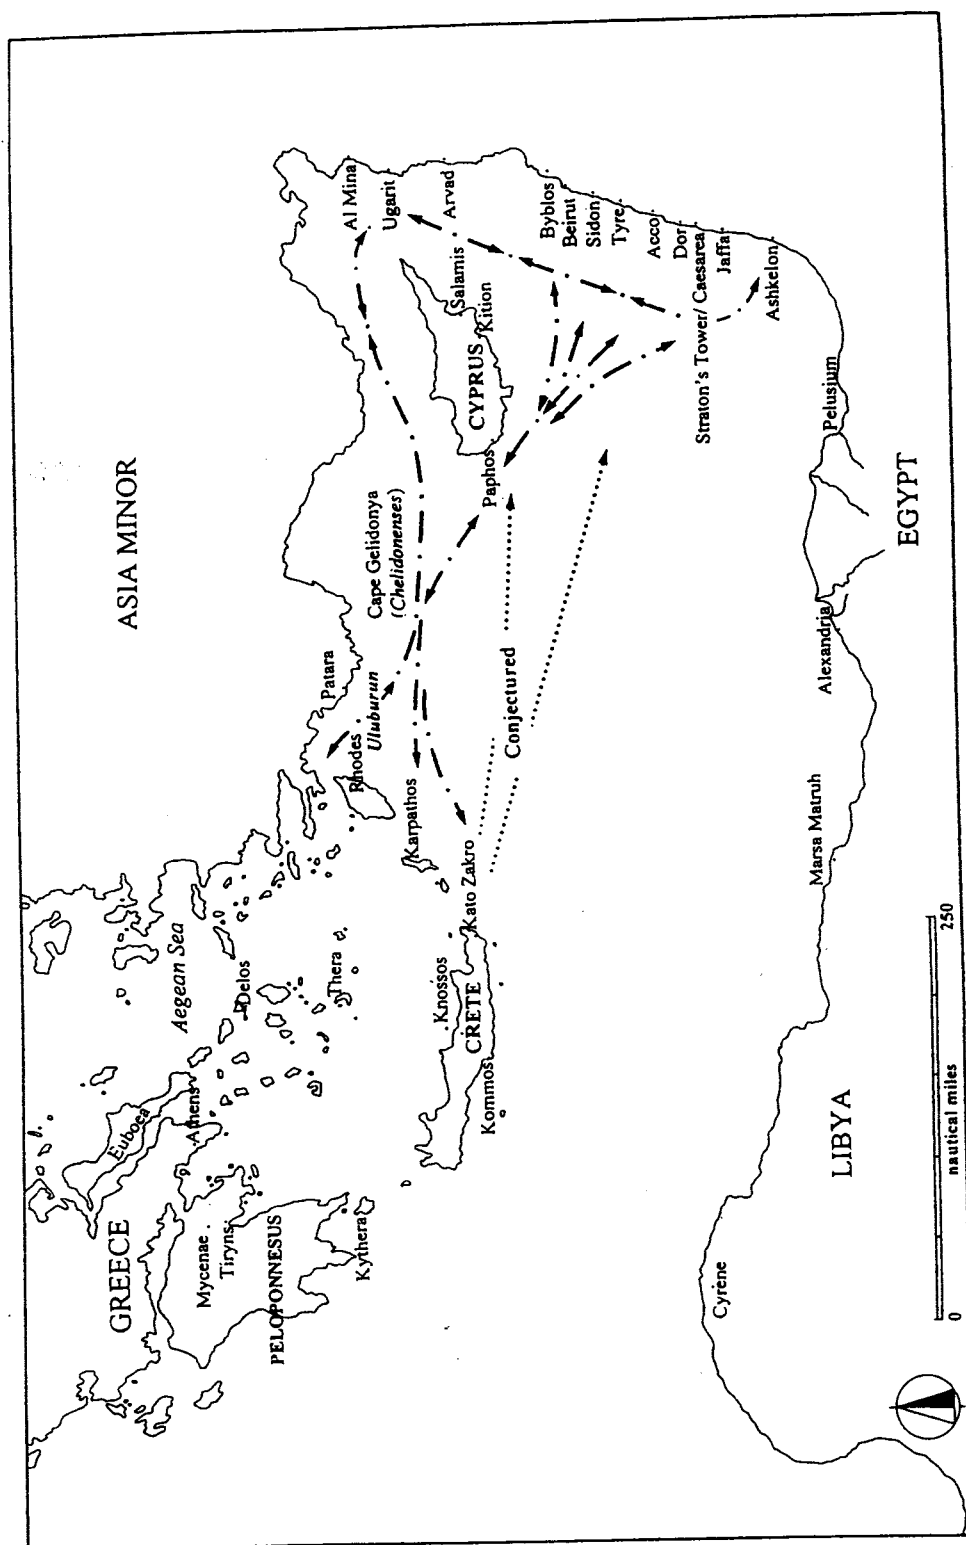 ASIA MINOR
GREECE
Euboea
Athens
Aegean Sea
Delos
Mycenae
Tiryns
PELOPONNESUS
Kythera
Thera
Rhodes
Patara
Uluburun
Cape Gelidonya
(Chelidonenses)
Karpathos
Knossos
CRETE
Kato Zakro
Kommos
Conjectured
Paphos
CYPRUS
Salamis
Kition
Al Mina
Ugarit
Arvad
Byblos
Beirut
Sidon
Tyre
Acco
Dor
Straton's Tower/ Caesarea
Jaffa
Ashkelon
Pelusium
EGYPT
Alexandria
Marsa Matruh
LIBYA
Cyrene
0
250
nautical miles